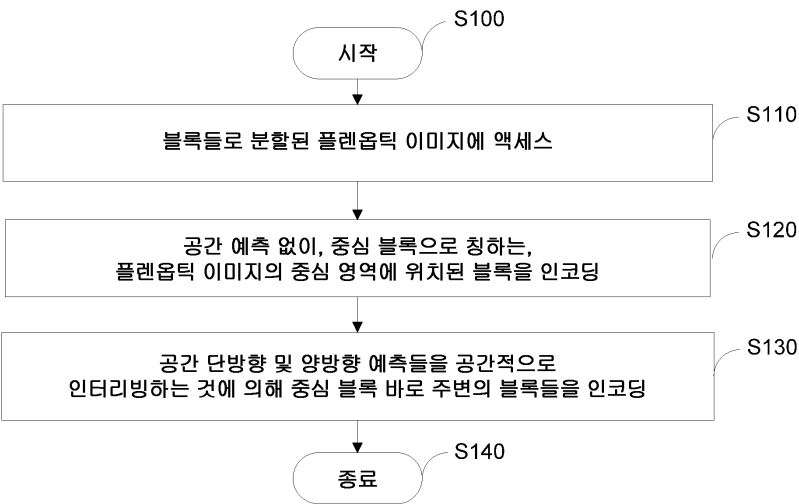 S100
시작
S110
블록들로 분할된 플렌옵틱 이미지에 액세스
S120
공간 예측 없이, 중심 블록으로 칭하는,
플렌옵틱 이미지의 중심 영역에 위치된 블록을 인코딩
S130
공간 단방향 및 양방향 예측들을 공간적으로
인터리빙하는 것에 의해 중심 블록 바로 주변의 블록들을 인코딩
S140
종료